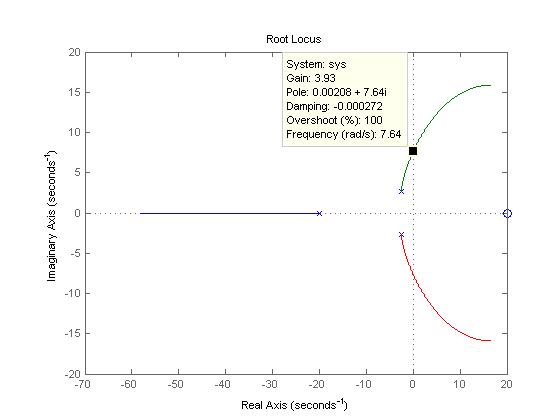 Root Locus
System: sys
Gain: 3.93
Pole: 0.00208 + 7.64i
Damping: -0.000272
Overshoot (%): 100
Frequency (rad/s): 7.64
20
15
10
5
0
-5
-10
-15
-20
-70
-60
-50
-40
-30
-20
-10
0
10
20
Imaginary Axis (seconds⁻¹)
Real Axis (seconds⁻¹)